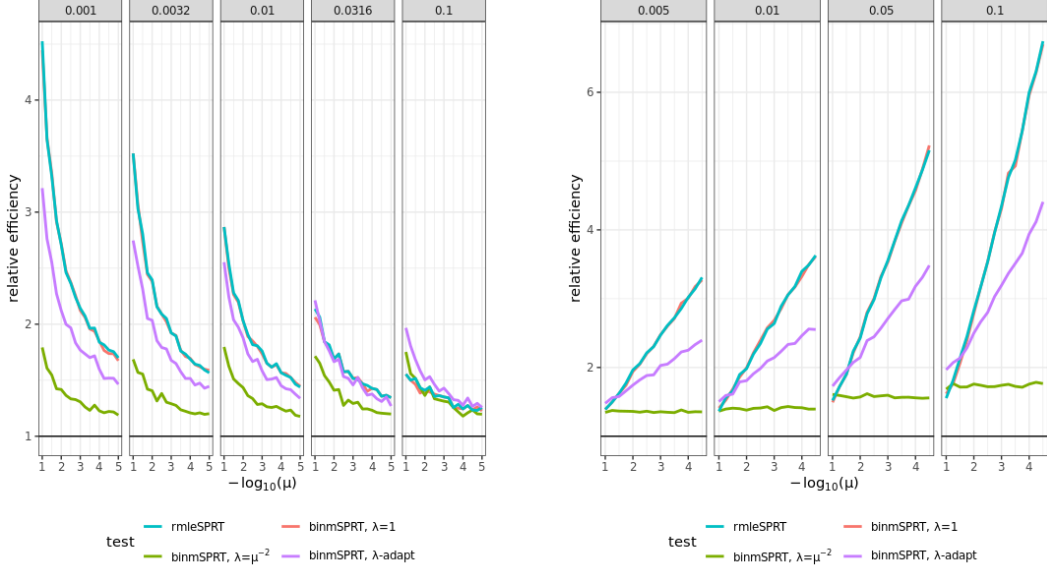 0.001 0.0032 0.01 0.0316 0.1
relative efficiency
4
3
2
1
1 2 3 4 5 1 2 3 4 5 1 2 3 4 5 1 2 3 4 5 1 2 3 4 5
−log10(μ)
test
rmleSPRT
binmSPRT, λ=1
binmSPRT, λ=μ⁻²
binmSPRT, λ-adapt
0.005 0.01 0.05 0.1
relative efficiency
6
4
2
1 2 3 4 1 2 3 4 1 2 3 4 1 2 3 4
−log10(μ)
test
rmleSPRT
binmSPRT, λ=1
binmSPRT, λ=μ⁻²
binmSPRT, λ-adapt